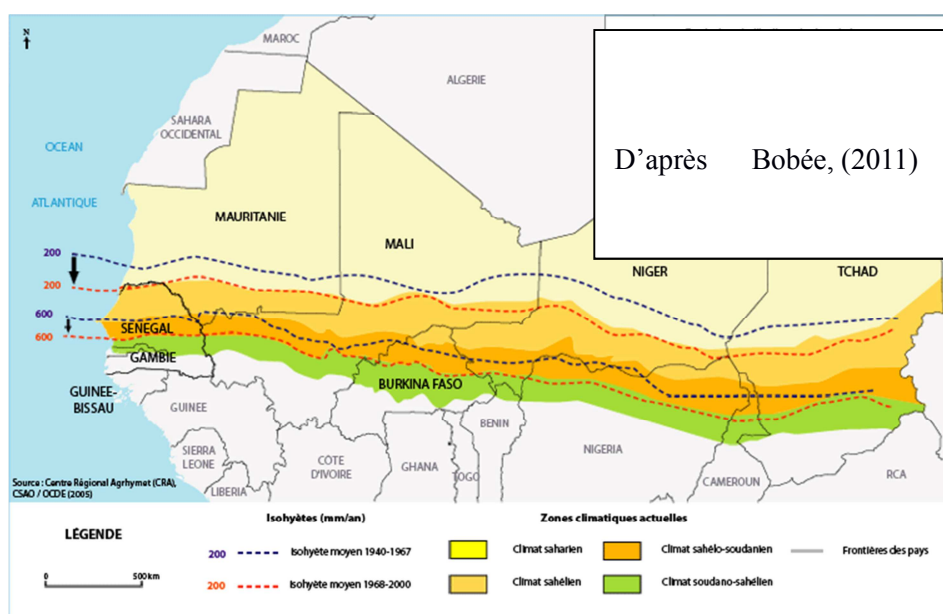 N
MAROC
ALGERIE
D'après Bobée, (2011)
SAHARA
OCCIDENTAL
OCEAN
ATLANTIQUE
MAURITANIE
MALI
NIGER
TCHAD
200
200
600
600
SENEGAL
GAMBIE
GUINEE-
BISSAU
BURKINA FASO
GUINEE
SIERRA
LEONE
LIBERIA
CÔTE
D'IVOIRE
GHANA
TOGO
BENIN
NIGERIA
CAMEROUN
RCA
Source : Centre Régional Agrhymet (CRA),
CSAO / OCDE (2005)
LÉGENDE
0 500 km
Isohyètes (mm/an)
200 Isohyète moyen 1940-1967
200 Isohyète moyen 1968-2000
Zones climatiques actuelles
Climat saharien
Climat sahélien
Climat sahélo-soudanien
Climat soudano-sahélien
Frontières des pays